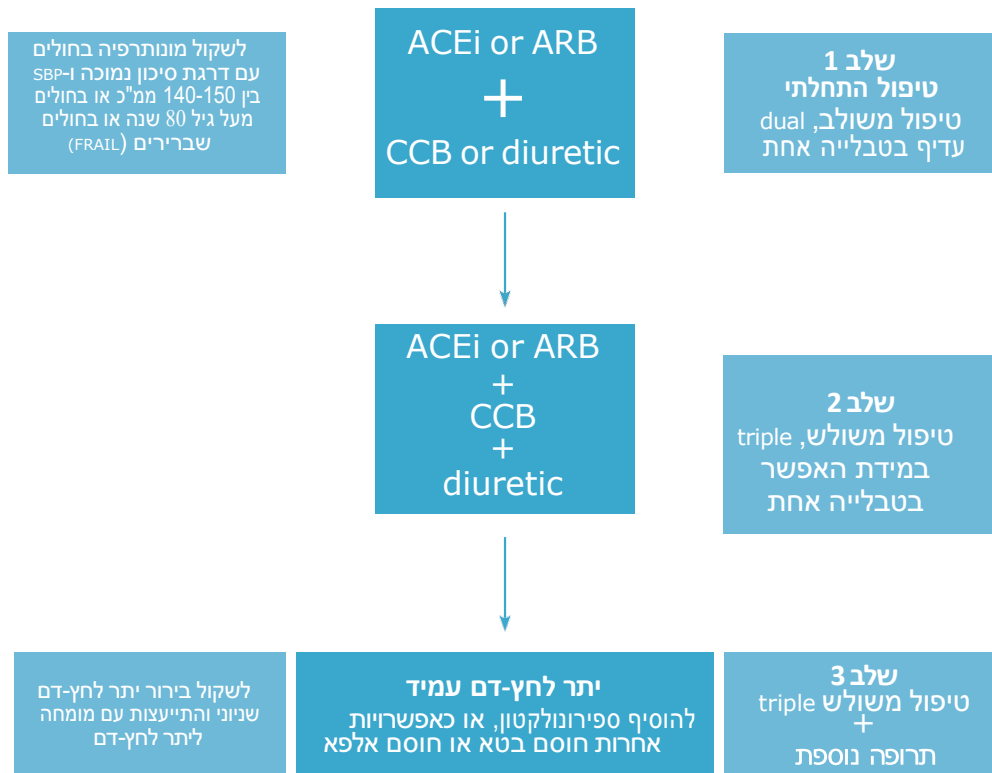 שלב 1
טיפול התחלתי
טיפול משולב, dual
עדיף בטבלייה אחת
ACEi or ARB
+
CCB or diuretic
לשקול מונותרפיה בחולים
עם דרגת סיכון נמוכה ו-SBP
בין 140-150 ממ"כ או בחולים
מעל גיל 80 שנה או בחולים
שברירים (FRAIL)
שלב 2
טיפול משולש, triple
במידת האפשר
בטבלייה אחת
ACEi or ARB
+
CCB
+
diuretic
שלב 3
טיפול משולש triple
+
תרופה נוספת
יתר לחץ-דם עמיד
להוסיף ספירונולקטון, או כאפשרויות
אחרות חוסם בטא או חוסם אלפא
לשקול בירור יתר לחץ-דם
שניוני והתייעצות עם מומחה
ליתר לחץ-דם